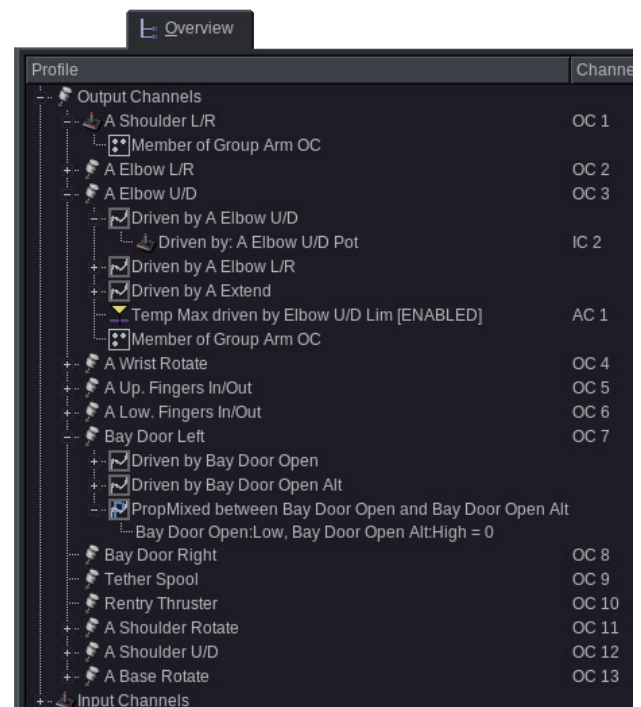 Overview
Profile Channe
Output Channels
A Shoulder L/R OC 1
Member of Group Arm OC
A Elbow L/R OC 2
A Elbow U/D OC 3
Driven by A Elbow U/D
Driven by: A Elbow U/D Pot IC 2
Driven by A Elbow L/R
Driven by A Extend
Temp Max driven by Elbow U/D Lim [ENABLED] AC 1
Member of Group Arm OC
A Wrist Rotate OC 4
A Up. Fingers In/Out OC 5
A Low. Fingers In/Out OC 6
Bay Door Left OC 7
Driven by Bay Door Open
Driven by Bay Door Open Alt
PropMixed between Bay Door Open and Bay Door Open Alt
Bay Door Open:Low, Bay Door Open Alt:High = 0
Bay Door Right OC 8
Tether Spool OC 9
Rentry Thruster OC 10
A Shoulder Rotate OC 11
A Shoulder U/D OC 12
A Base Rotate OC 13
Input Channels